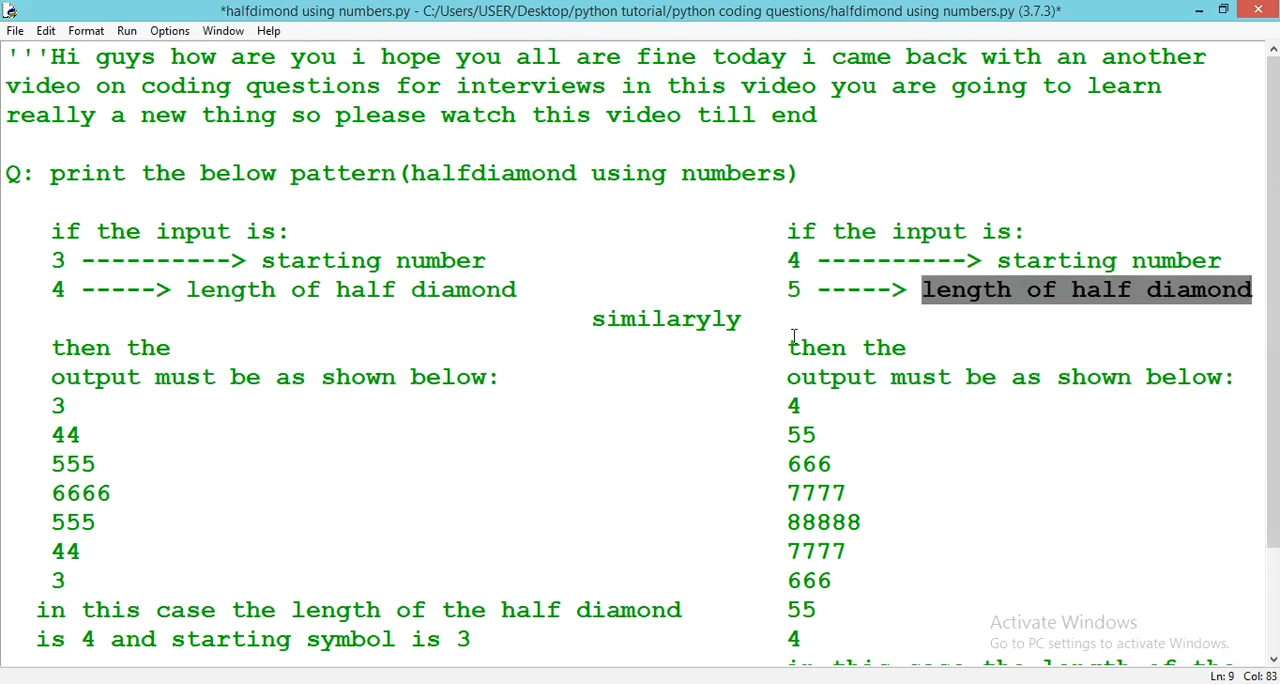 *halfdimond using numbers.py - C:/Users/USER/Desktop/python tutorial/python coding questions/halfdimond using numbers.py (3.7.3)*
File Edit Format Run Options Window Help
'''Hi guys how are you i hope you all are fine today i came back with an another
video on coding questions for interviews in this video you are going to learn
really a new thing so please watch this video till end
Q: print the below pattern(halfdiamond using numbers)
if the input is: if the input is:
3 ----------> starting number 4 ----------> starting number
4 -----> length of half diamond 5 -----> length of half diamond
similaryly
then the then the
output must be as shown below: output must be as shown below:
3 4
44 55
555 666
6666 7777
555 88888
44 7777
3 666
in this case the length of the half diamond 55
is 4 and starting symbol is 3 4
in this case the length of the
Activate Windows
Go to PC settings to activate Windows.
Ln: 9 Col: 83